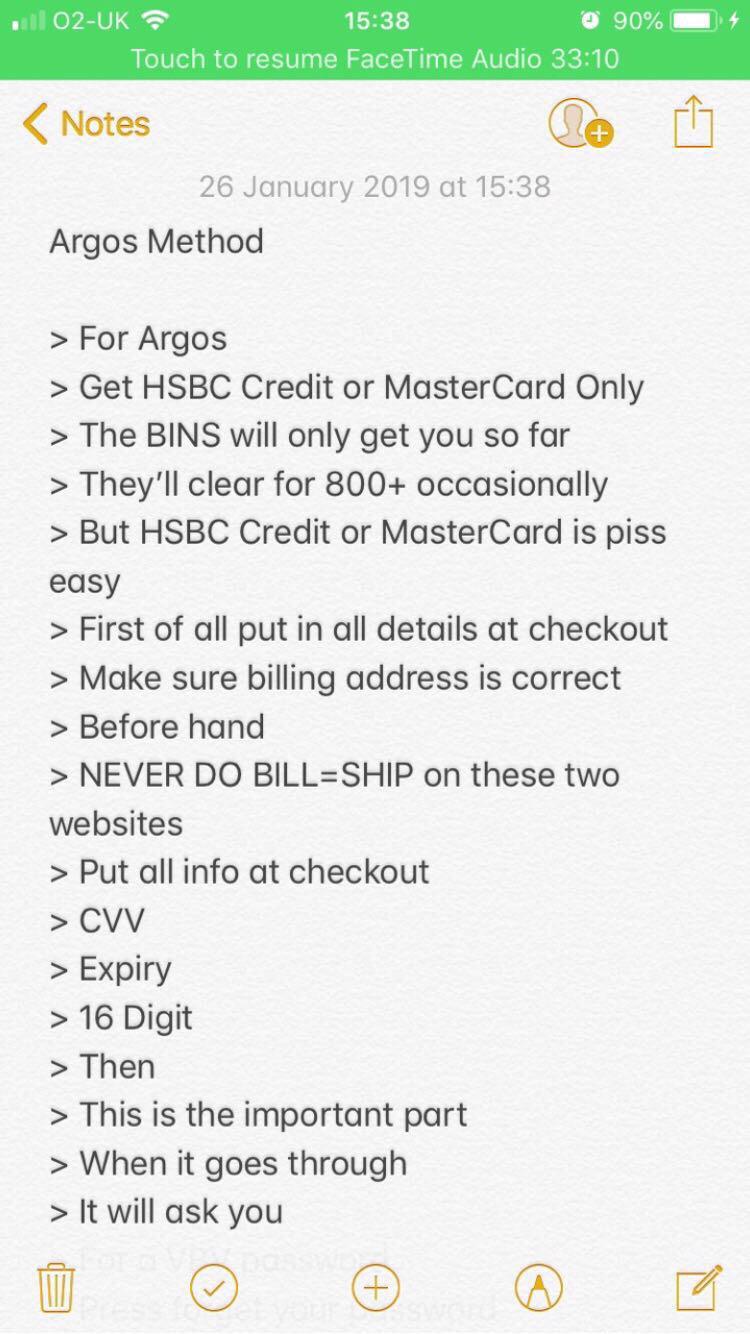 O2-UK 15:38 90%
Touch to resume FaceTime Audio 33:10
Notes
26 January 2019 at 15:38
Argos Method
> For Argos
> Get HSBC Credit or MasterCard Only
> The BINS will only get you so far
> They’ll clear for 800+ occasionally
> But HSBC Credit or MasterCard is piss
easy
> First of all put in all details at checkout
> Make sure billing address is correct
> Before hand
> NEVER DO BILL=SHIP on these two
websites
> Put all info at checkout
> CVV
> Expiry
> 16 Digit
> Then
> This is the important part
> When it goes through
> It will ask you
> For a VBV password
Press forget your password